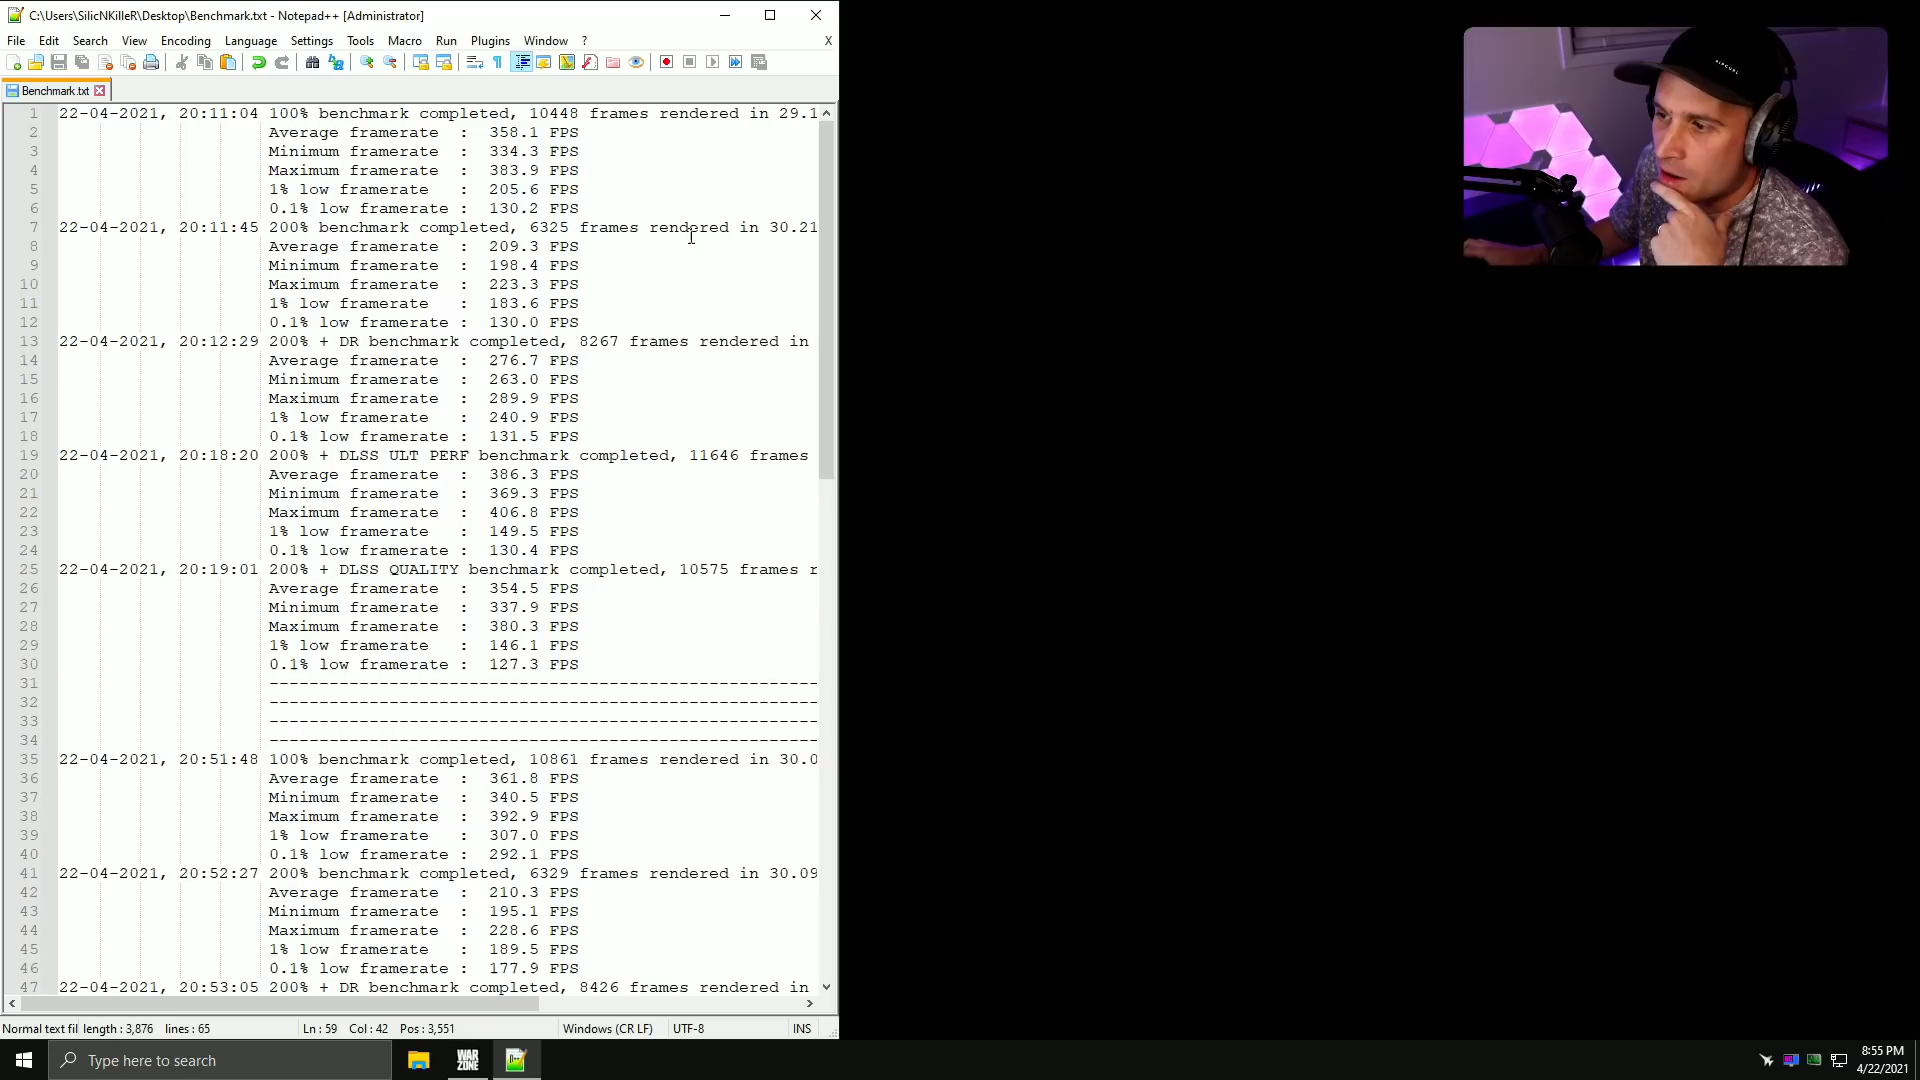 C:\Users\SilicNKilleR\Desktop\Benchmark.txt - Notepad++ [Administrator]
File Edit Search View Encoding Language Settings Tools Macro Run Plugins Window ? X
Benchmark.txt
1 22-04-2021, 20:11:04 100% benchmark completed, 10448 frames rendered in 29.1
2 Average framerate : 358.1 FPS
3 Minimum framerate : 334.3 FPS
4 Maximum framerate : 383.9 FPS
5 1% low framerate : 205.6 FPS
6 0.1% low framerate : 130.2 FPS
7 22-04-2021, 20:11:45 200% benchmark completed, 6325 frames rendered in 30.21
8 Average framerate : 209.3 FPS
9 Minimum framerate : 198.4 FPS
10 Maximum framerate : 223.3 FPS
11 1% low framerate : 183.6 FPS
12 0.1% low framerate : 130.0 FPS
13 22-04-2021, 20:12:29 200% + DR benchmark completed, 8267 frames rendered in
14 Average framerate : 276.7 FPS
15 Minimum framerate : 263.0 FPS
16 Maximum framerate : 289.9 FPS
17 1% low framerate : 240.9 FPS
18 0.1% low framerate : 131.5 FPS
19 22-04-2021, 20:18:20 200% + DLSS ULT PERF benchmark completed, 11646 frames
20 Average framerate : 386.3 FPS
21 Minimum framerate : 369.3 FPS
22 Maximum framerate : 406.8 FPS
23 1% low framerate : 149.5 FPS
24 0.1% low framerate : 130.4 FPS
25 22-04-2021, 20:19:01 200% + DLSS QUALITY benchmark completed, 10575 frames r
26 Average framerate : 354.5 FPS
27 Minimum framerate : 337.9 FPS
28 Maximum framerate : 380.3 FPS
29 1% low framerate : 146.1 FPS
30 0.1% low framerate : 127.3 FPS
31 -------------------------------------------------------
32 -------------------------------------------------------
33 -------------------------------------------------------
34 -------------------------------------------------------
35 22-04-2021, 20:51:48 100% benchmark completed, 10861 frames rendered in 30.0
36 Average framerate : 361.8 FPS
37 Minimum framerate : 340.5 FPS
38 Maximum framerate : 392.9 FPS
39 1% low framerate : 307.0 FPS
40 0.1% low framerate : 292.1 FPS
41 22-04-2021, 20:52:27 200% benchmark completed, 6329 frames rendered in 30.09
42 Average framerate : 210.3 FPS
43 Minimum framerate : 195.1 FPS
44 Maximum framerate : 228.6 FPS
45 1% low framerate : 189.5 FPS
46 0.1% low framerate : 177.9 FPS
47 22-04-2021, 20:53:05 200% + DR benchmark completed, 8426 frames rendered in
Normal text fil length : 3,876 lines : 65 Ln : 59 Col : 42 Pos : 3,551 Windows (CR LF) UTF-8 INS
Type here to search
WAR
ZONE
8:55 PM
4/22/2021
RIPCURL